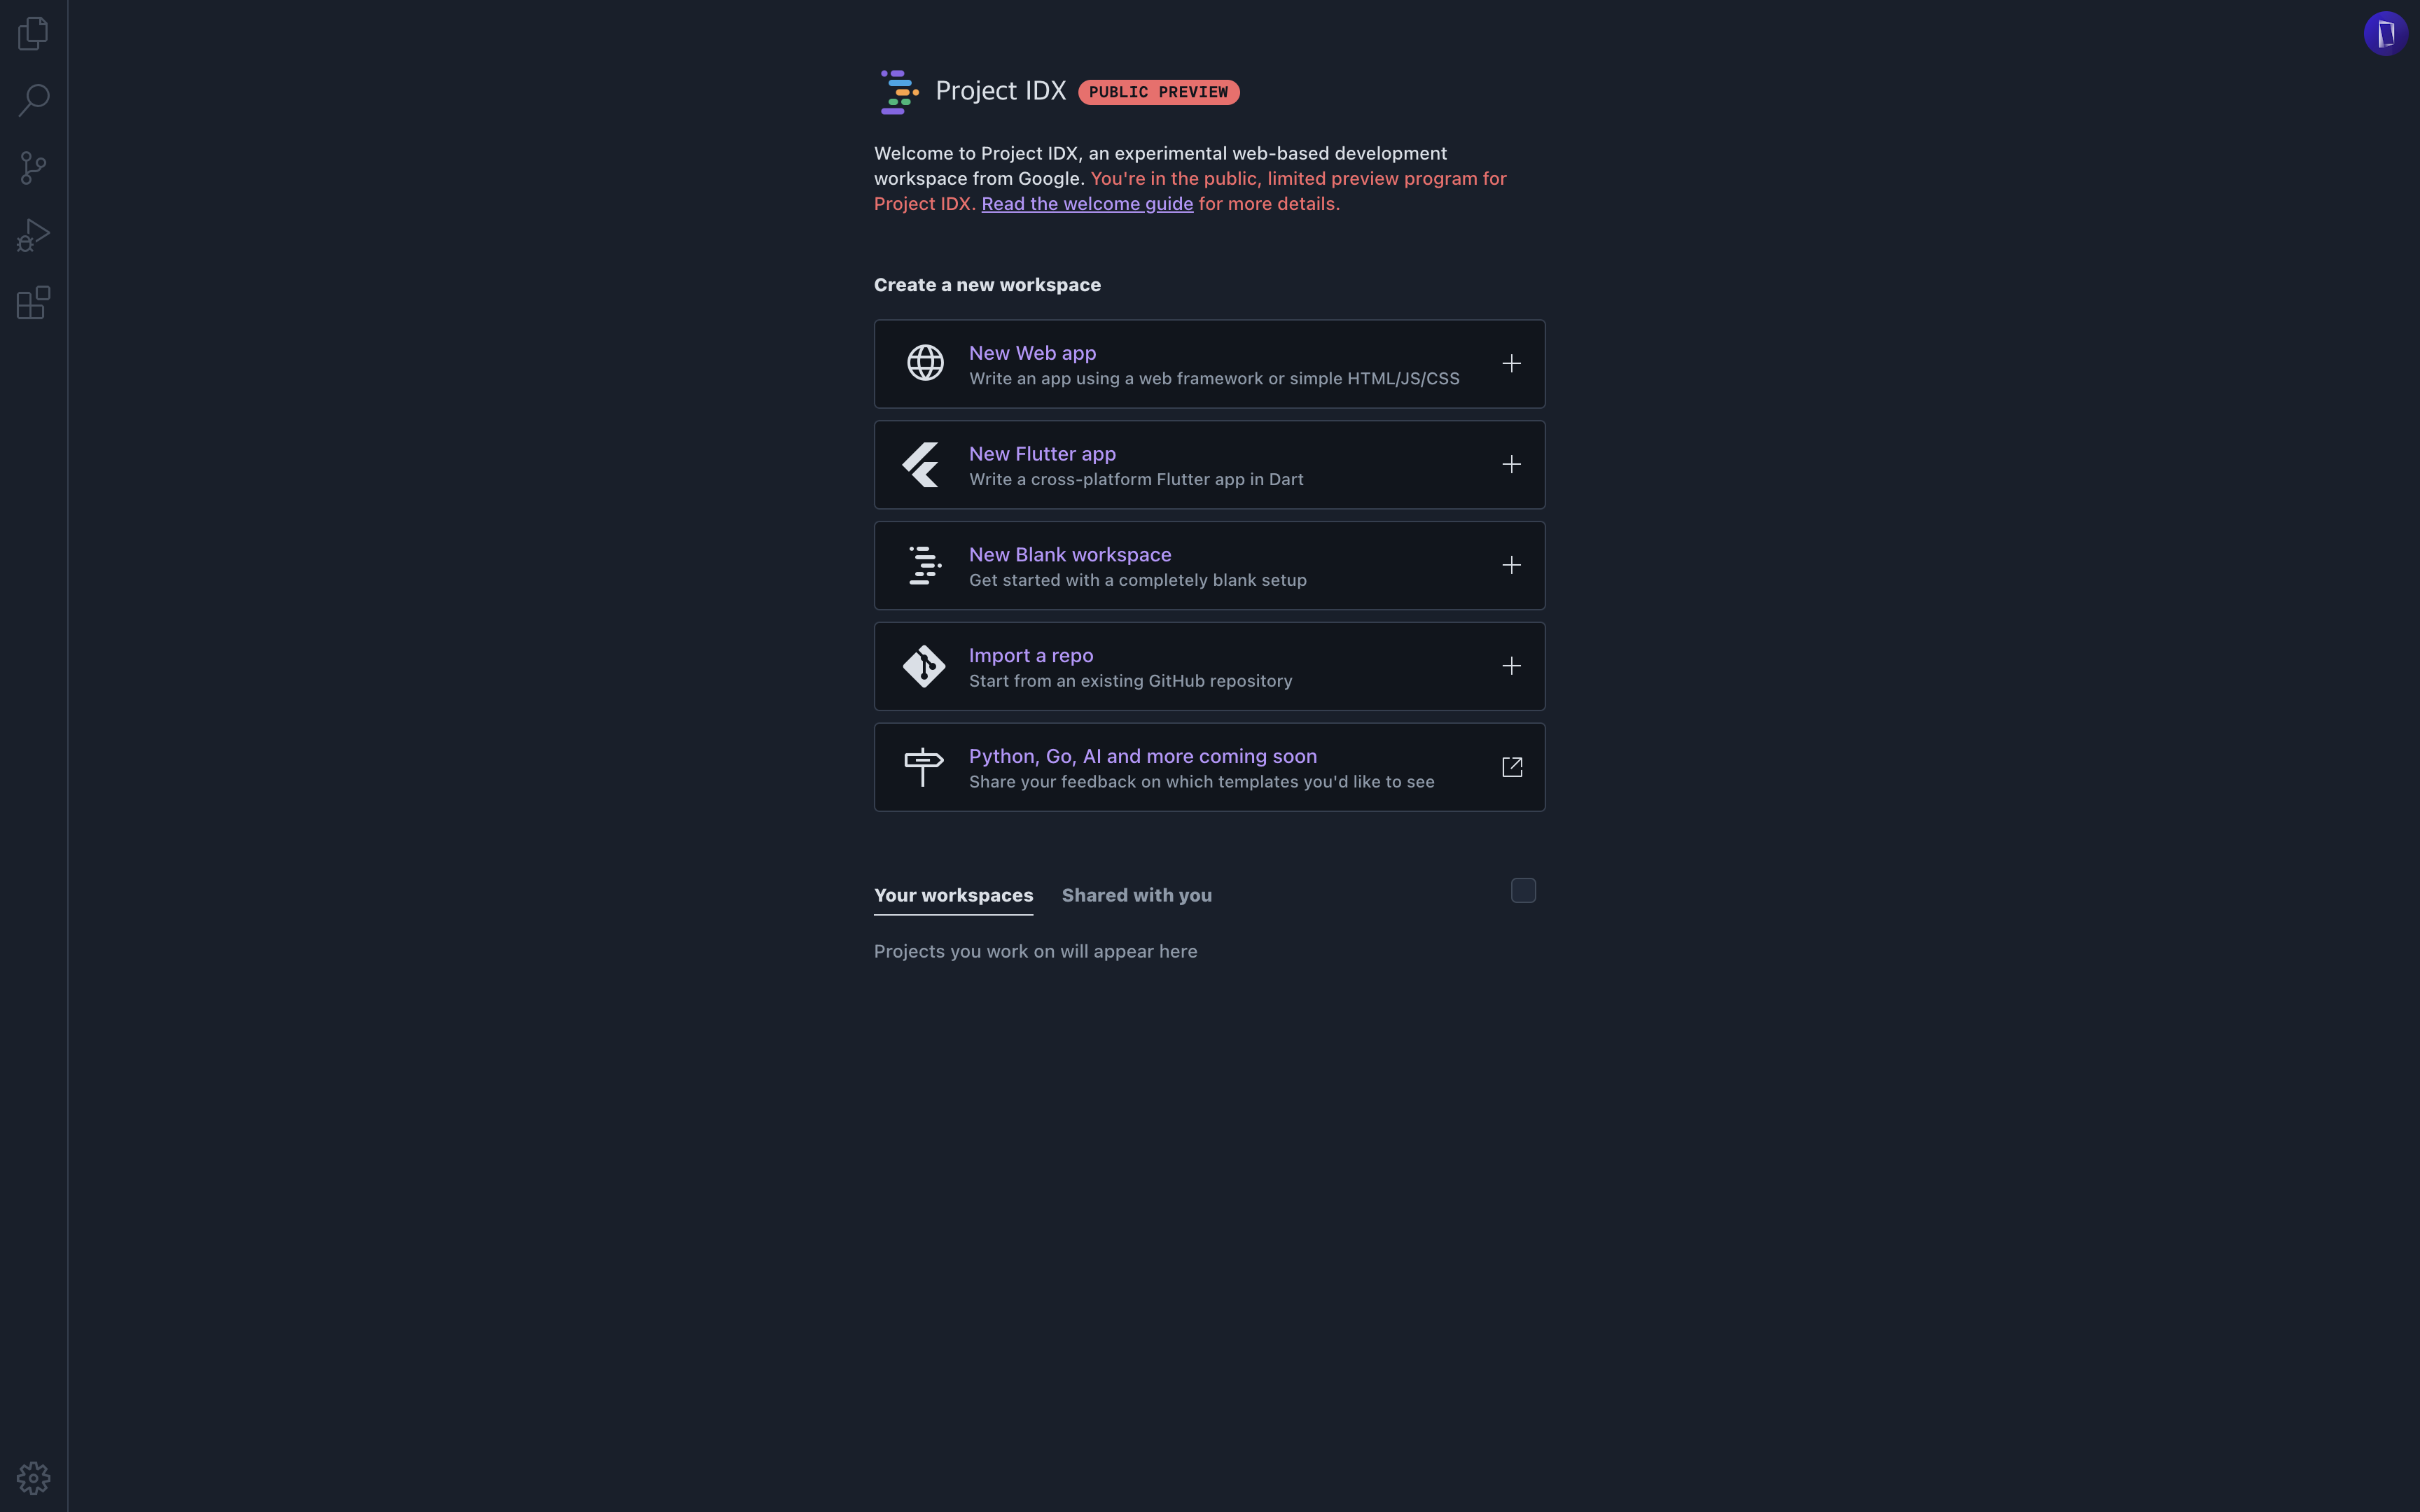 Project IDX PUBLIC PREVIEW
Welcome to Project IDX, an experimental web-based development
workspace from Google. You're in the public, limited preview program for
Project IDX. Read the welcome guide for more details.
Create a new workspace
New Web app
Write an app using a web framework or simple HTML/JS/CSS
New Flutter app
Write a cross-platform Flutter app in Dart
New Blank workspace
Get started with a completely blank setup
Import a repo
Start from an existing GitHub repository
Python, Go, AI and more coming soon
Share your feedback on which templates you'd like to see
Your workspaces Shared with you
Projects you work on will appear here